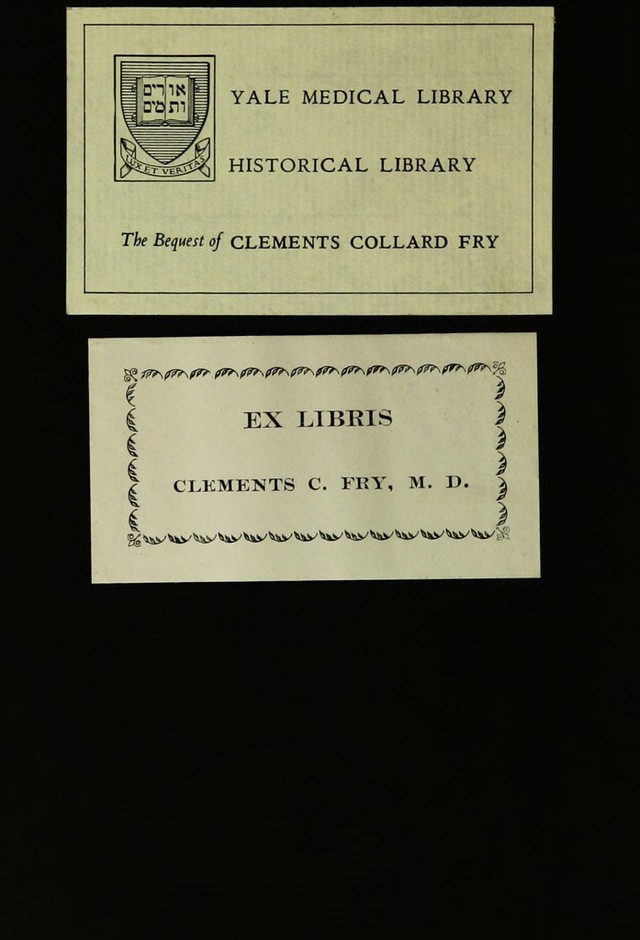 אורים
ותמים
LUX ET VERITAS
YALE MEDICAL LIBRARY
HISTORICAL LIBRARY
The Bequest of CLEMENTS COLLARD FRY
EX LIBRIS
CLEMENTS C. FRY, M. D.